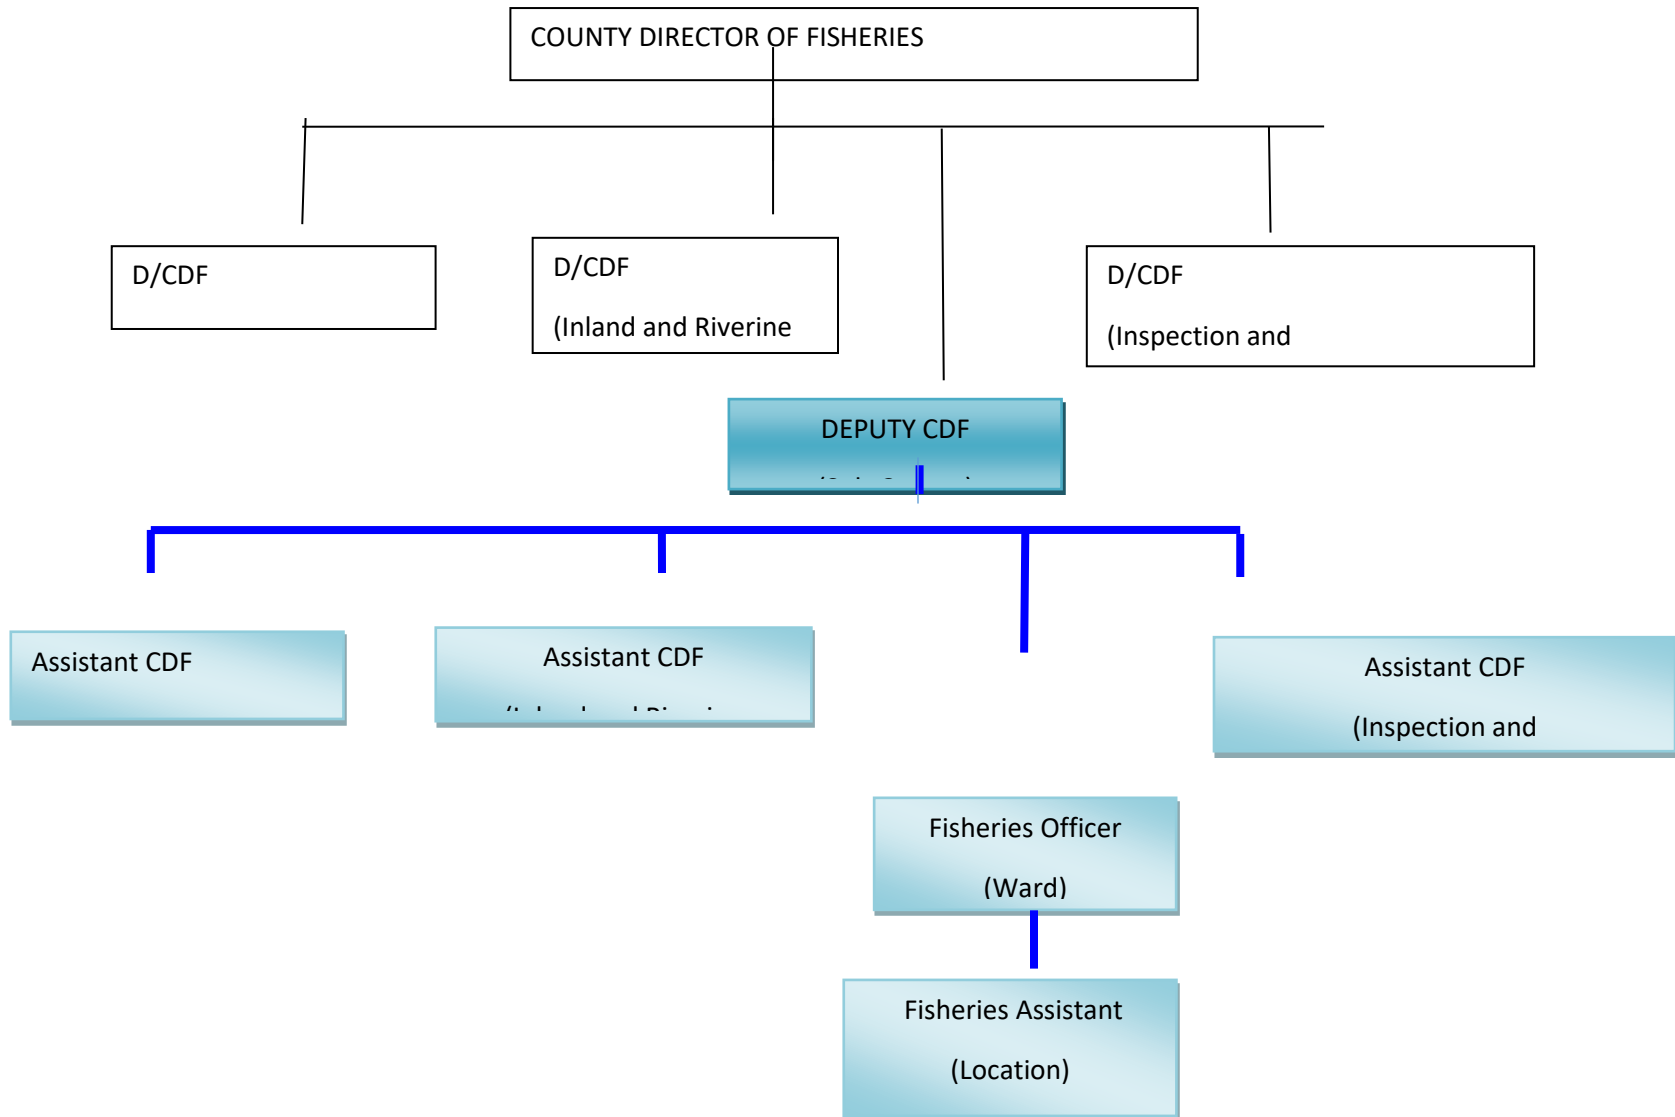 COUNTY DIRECTOR OF FISHERIES
D/CDF
D/CDF
(Inland and Riverine
D/CDF
(Inspection and
DEPUTY CDF
Assistant CDF
Assistant CDF
Assistant CDF
(Inspection and
Fisheries Officer
(Ward)
Fisheries Assistant
(Location)